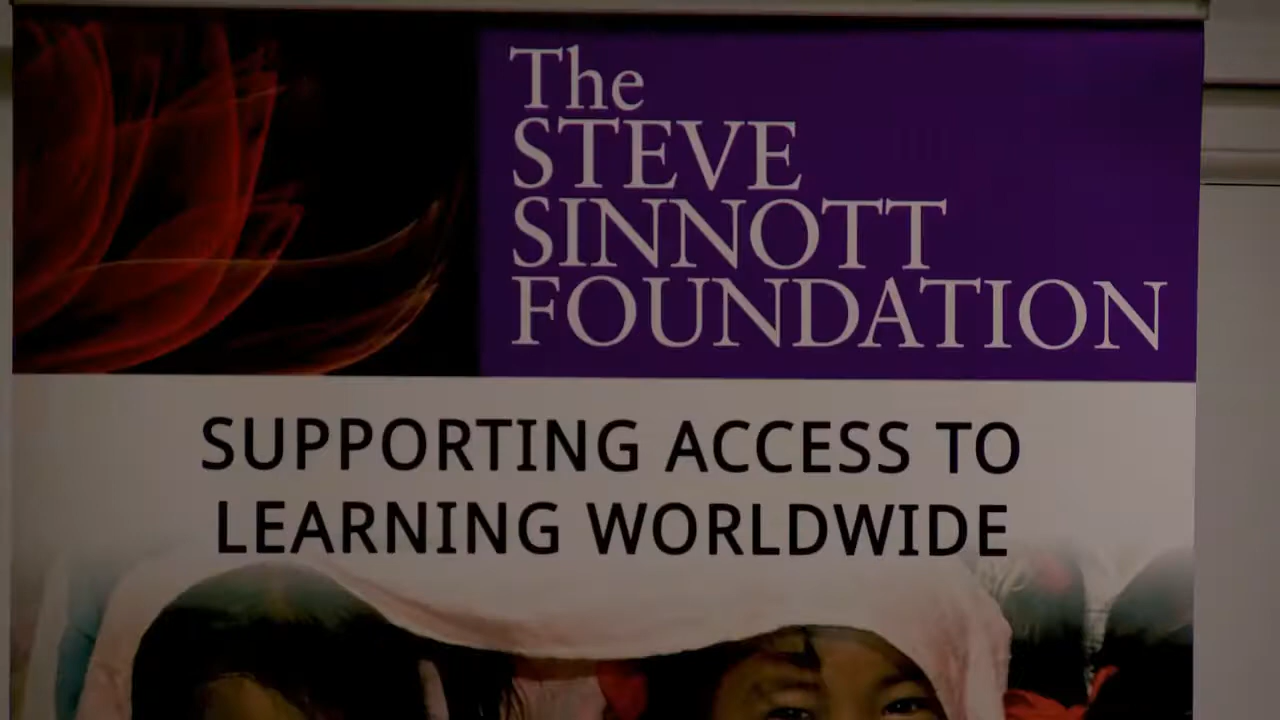 The
STEVE
SINNOTT
FOUNDATION
SUPPORTING ACCESS TO
LEARNING WORLDWIDE